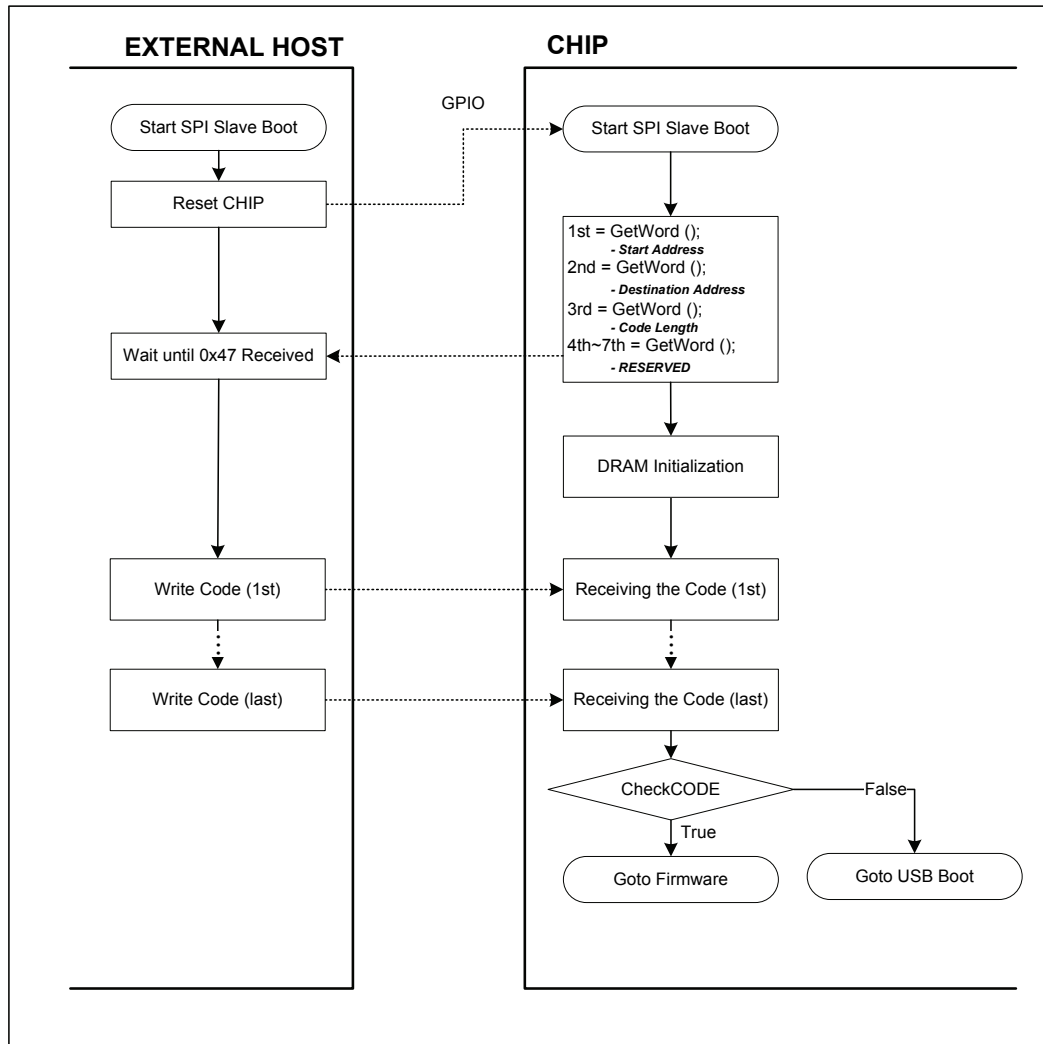 EXTERNAL HOST
CHIP
GPIO
Start SPI Slave Boot
Start SPI Slave Boot
Reset CHIP
1st = GetWord ();
- Start Address
2nd = GetWord ();
- Destination Address
3rd = GetWord ();
- Code Length
4th~7th = GetWord ();
- RESERVED
Wait until 0x47 Received
DRAM Initialization
Write Code (1st)
Receiving the Code (1st)
Write Code (last)
Receiving the Code (last)
CheckCODE
False
True
Goto Firmware
Goto USB Boot